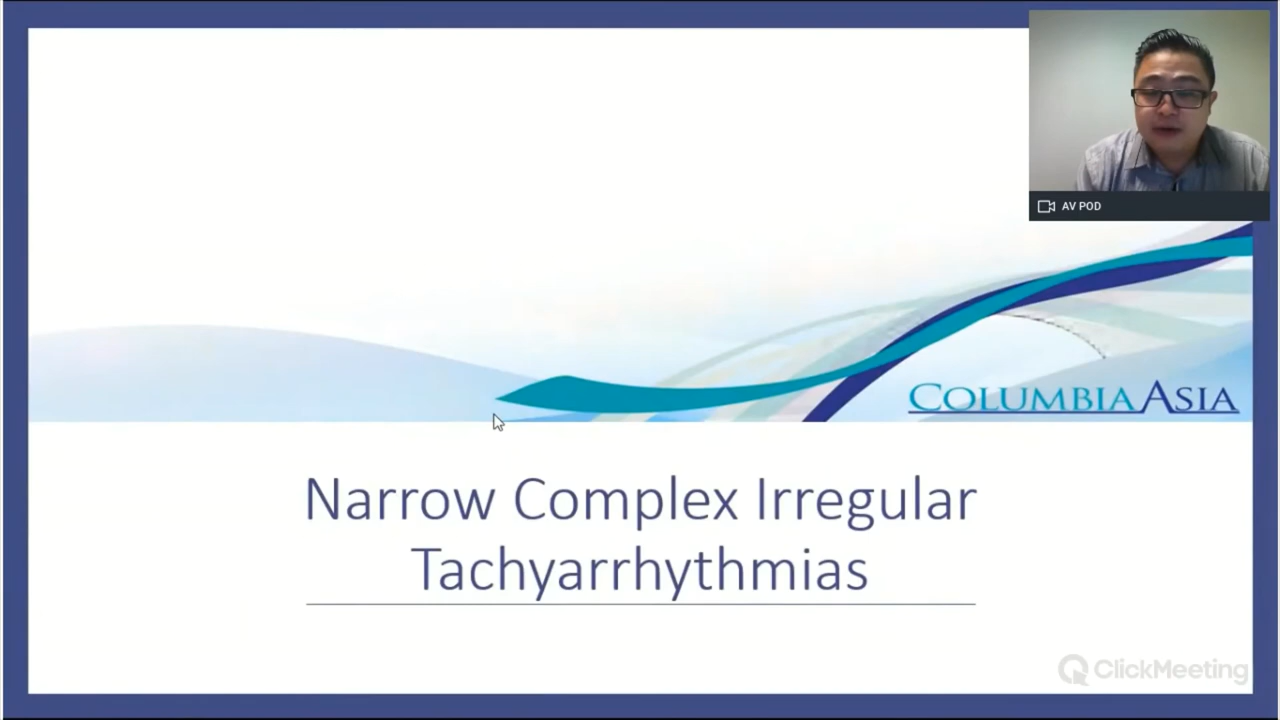 AV POD
COLUMBIA ASIA
Narrow Complex Irregular
Tachyarrhythmias
ClickMeeting